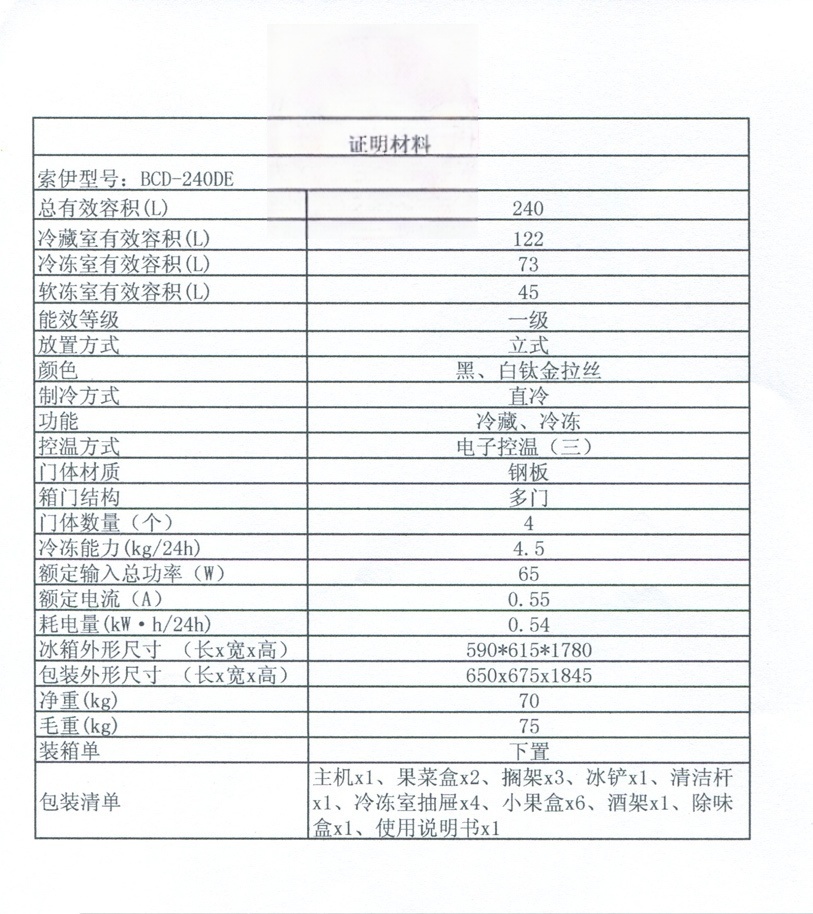 证明材料
索伊型号：BCD-240DE
总有效容积(L) 240
冷藏室有效容积(L) 122
冷冻室有效容积(L) 73
软冻室有效容积(L) 45
能效等级 一级
放置方式 立式
颜色 黑、白钛金拉丝
制冷方式 直冷
功能 冷藏、冷冻
控温方式 电子控温（三）
门体材质 钢板
箱门结构 多门
门体数量（个） 4
冷冻能力(kg/24h) 4.5
额定输入总功率（W） 65
额定电流（A） 0.55
耗电量(kW·h/24h) 0.54
冰箱外形尺寸 （长x宽x高） 590*615*1780
包装外形尺寸 （长x宽x高） 650x675x1845
净重(kg) 70
毛重(kg) 75
装箱单 下置
包装清单
主机x1、果菜盒x2、搁架x3、冰铲x1、清洁杆
x1、冷冻室抽屉x4、小果盒x6、酒架x1、除味
盒x1、使用说明书x1